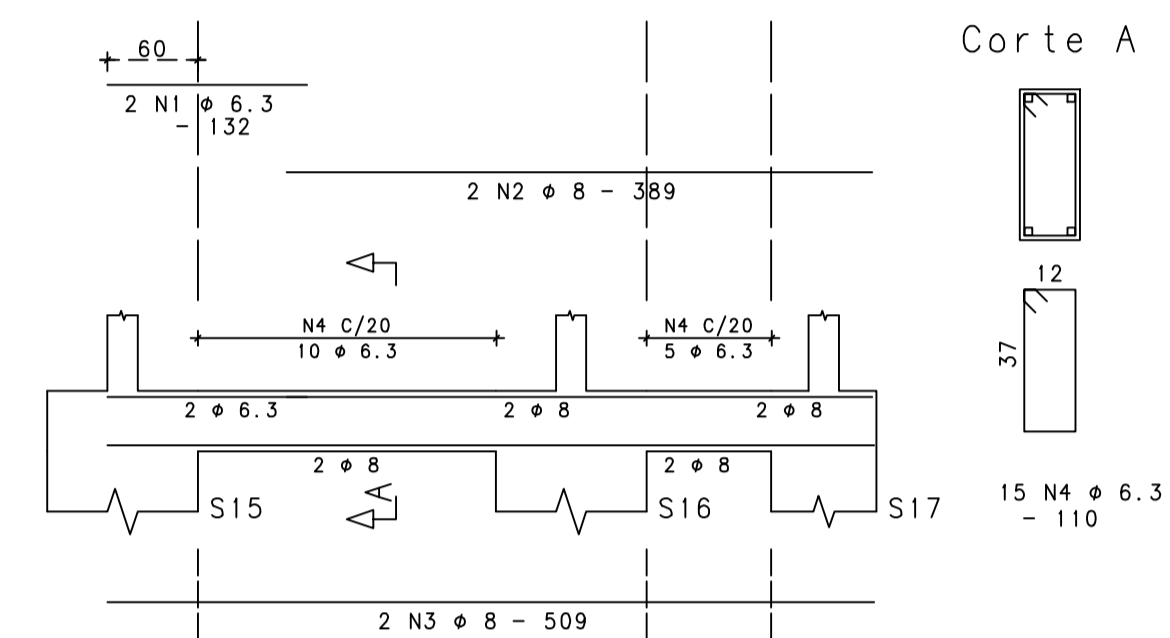 Corte A
60
2 N1 ϕ 6.3
- 132
2 N2 ϕ 8 - 389
12
N4 C/20
10 ϕ 6.3
N4 C/20
5 ϕ 6.3
37
2 ϕ 6.3
2 ϕ 8
2 ϕ 8
2 ϕ 8
2 ϕ 8
A
S15
S16
S17
15 N4 ϕ 6.3
- 110
2 N3 ϕ 8 - 509